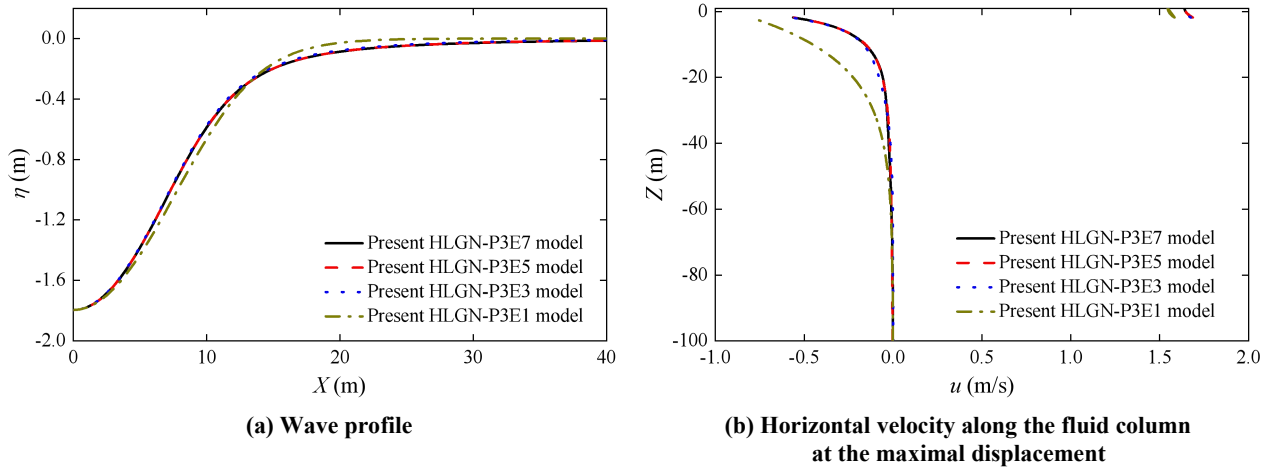 0.0
-0.4
-0.8
-1.2
-1.6
-2.0
η (m)
0
10
20
30
40
X (m)
Present HLGN-P3E7 model
Present HLGN-P3E5 model
Present HLGN-P3E3 model
Present HLGN-P3E1 model
(a) Wave profile
0
-20
-40
-60
-80
-100
Z (m)
-1.0
-0.5
0.0
0.5
1.0
1.5
2.0
u (m/s)
Present HLGN-P3E7 model
Present HLGN-P3E5 model
Present HLGN-P3E3 model
Present HLGN-P3E1 model
(b) Horizontal velocity along the fluid column
at the maximal displacement